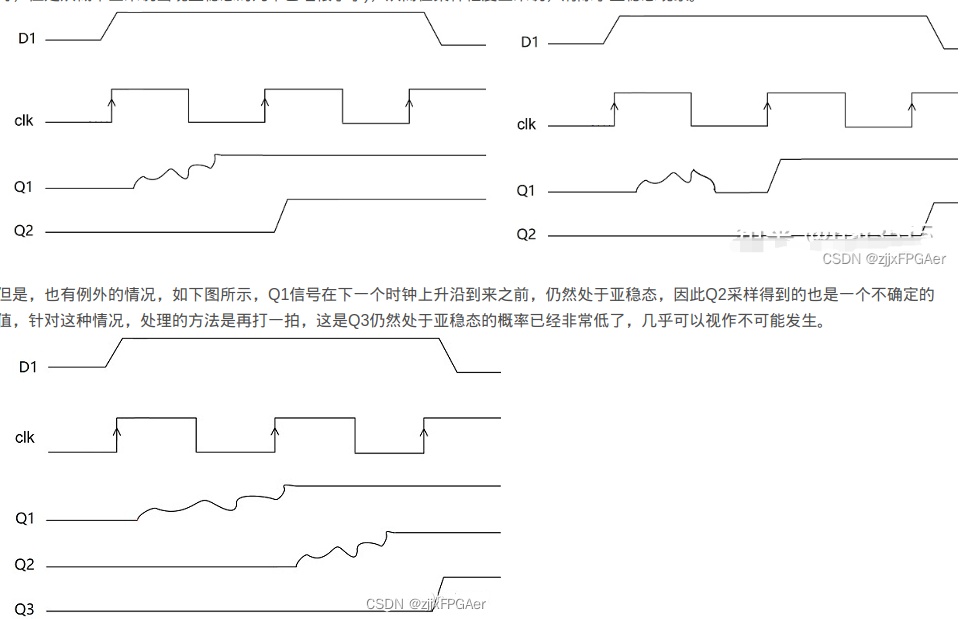 D1
clk
Q1
Q2
D1
clk
Q1
Q2
CSDN @zjjxFPGAer
但是，也有例外的情况，如下图所示，Q1信号在下一个时钟上升沿到来之前，仍然处于亚稳态，因此Q2采样得到的也是一个不确定的
值，针对这种情况，处理的方法是再打一拍，这是Q3仍然处于亚稳态的概率已经非常低了，几乎可以视作不可能发生。
D1
clk
Q1
Q2
Q3
CSDN @zjjxFPGAer